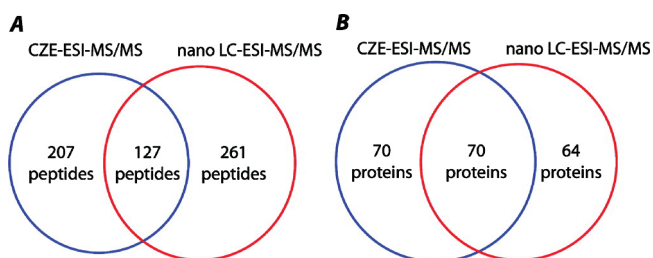 A
CZE-ESI-MS/MS
nano LC-ESI-MS/MS
207
peptides
127
peptides
261
peptides
B
CZE-ESI-MS/MS
nano LC-ESI-MS/MS
70
proteins
70
proteins
64
proteins